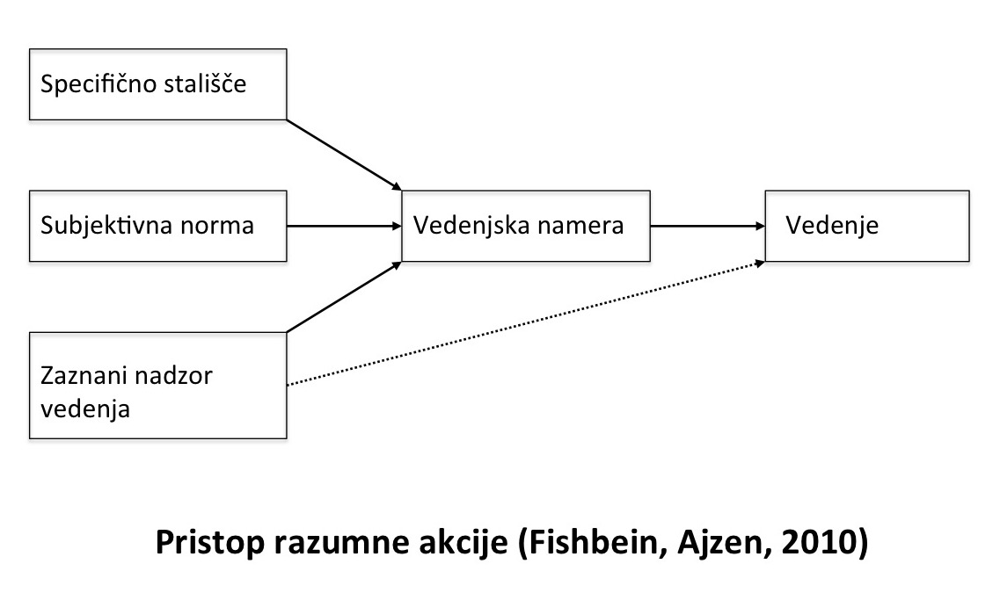 Specifično stališče
Subjektivna norma
Vedenjska namera
Vedenje
Zaznani nadzor
vedenja
Pristop razumne akcije (Fishbein, Ajzen, 2010)